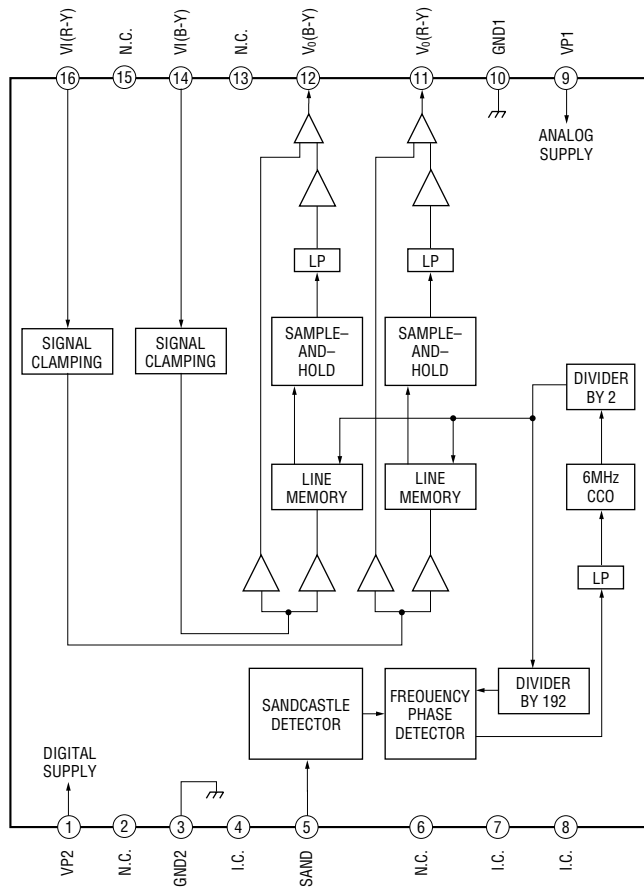 VI(R-Y)
N.C.
VI(B-Y)
N.C.
V0(B-Y)
V0(R-Y)
GND1
VP1
16
15
14
13
12
11
10
9
ANALOG
SUPPLY
LP
LP
SIGNAL
CLAMPING
SIGNAL
CLAMPING
SAMPLE–
AND–
HOLD
SAMPLE–
AND–
HOLD
DIVIDER
BY 2
LINE
MEMORY
LINE
MEMORY
6MHz
CCO
LP
SANDCASTLE
DETECTOR
FREOUENCY
PHASE
DETECTOR
DIVIDER
BY 192
DIGITAL
SUPPLY
1
2
3
4
5
6
7
8
VP2
N.C.
GND2
I.C.
SAND
N.C.
I.C.
I.C.